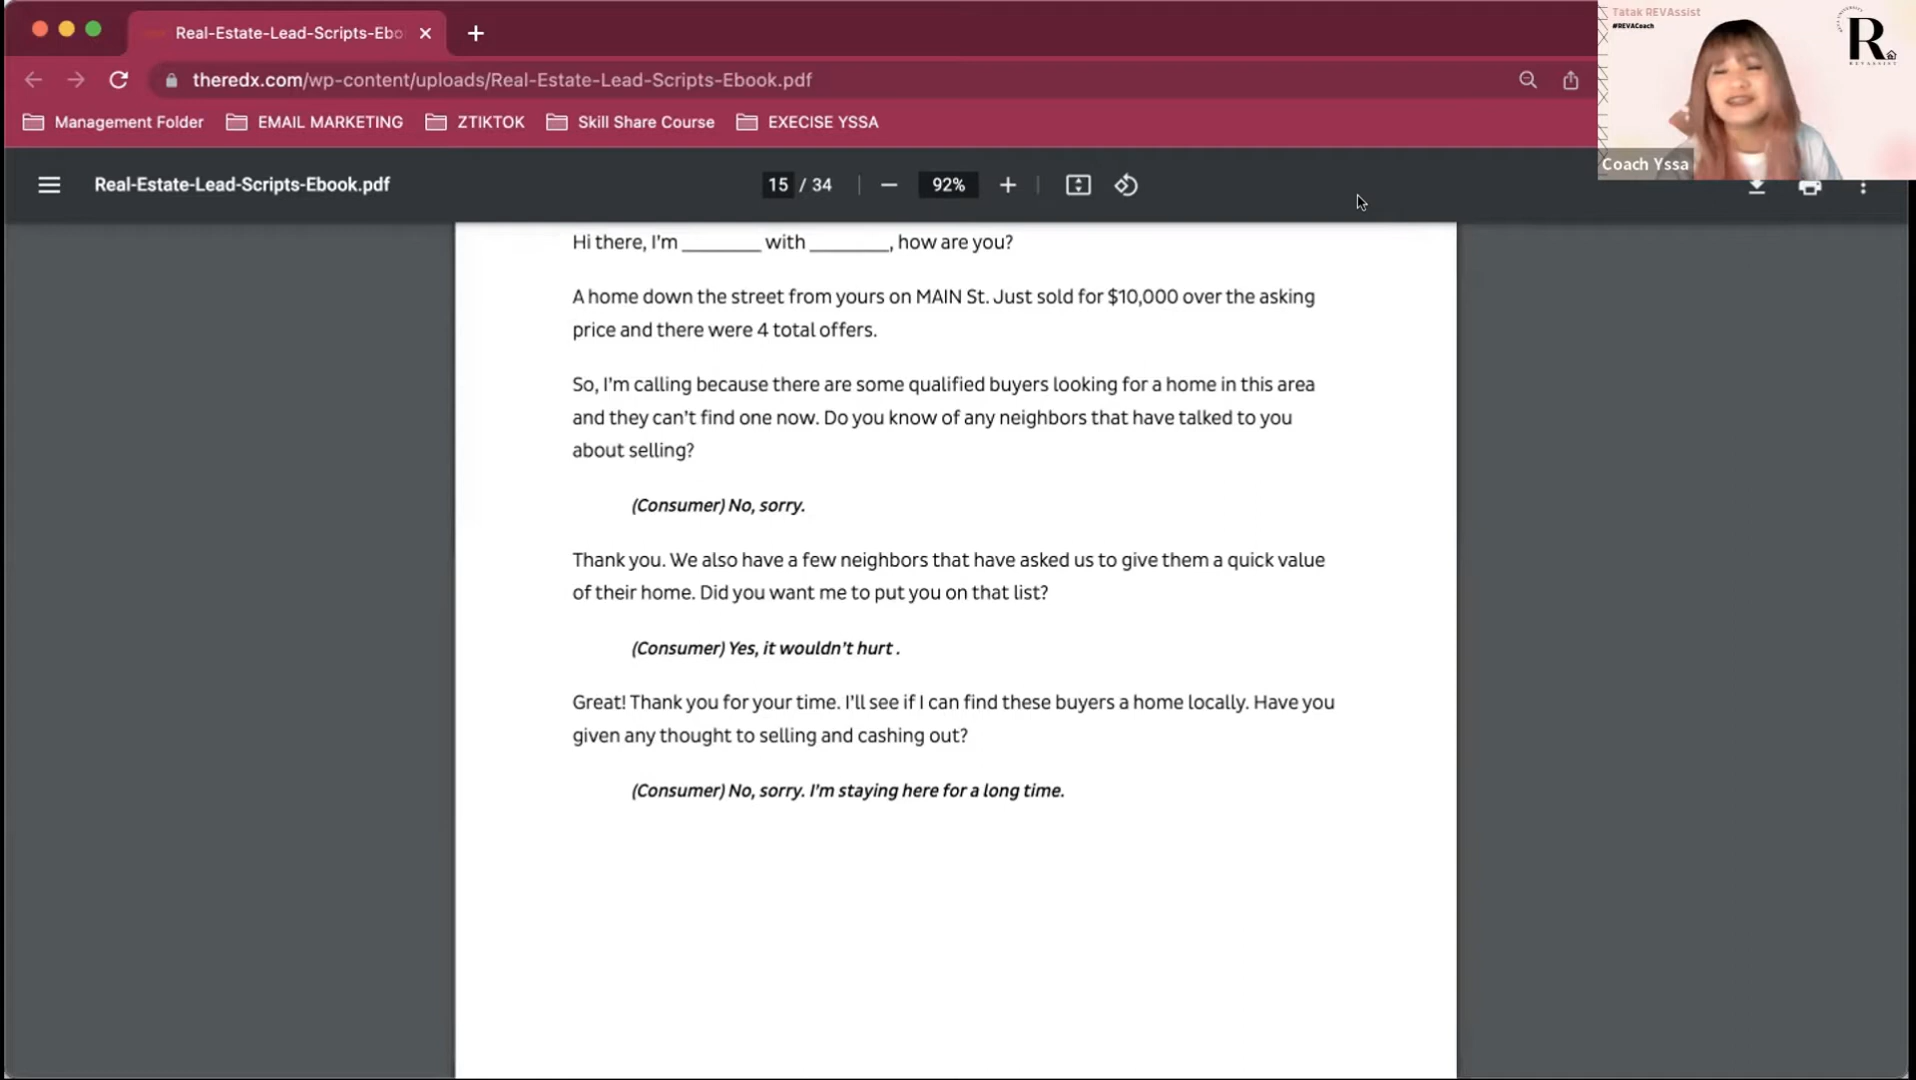 Real-Estate-Lead-Scripts-Ebo
theredx.com/wp-content/uploads/Real-Estate-Lead-Scripts-Ebook.pdf
Management Folder EMAIL MARKETING ZTIKTOK Skill Share Course EXECISE YSSA
Tatak REVAssist
#REVACoach
R
REVASSIST
Coach Yssa
Real-Estate-Lead-Scripts-Ebook.pdf 15 / 34 92%
Hi there, I'm ________ with ________, how are you?
A home down the street from yours on MAIN St. Just sold for $10,000 over the asking
price and there were 4 total offers.
So, I'm calling because there are some qualified buyers looking for a home in this area
and they can't find one now. Do you know of any neighbors that have talked to you
about selling?
(Consumer) No, sorry.
Thank you. We also have a few neighbors that have asked us to give them a quick value
of their home. Did you want me to put you on that list?
(Consumer) Yes, it wouldn't hurt .
Great! Thank you for your time. I'll see if I can find these buyers a home locally. Have you
given any thought to selling and cashing out?
(Consumer) No, sorry. I'm staying here for a long time.